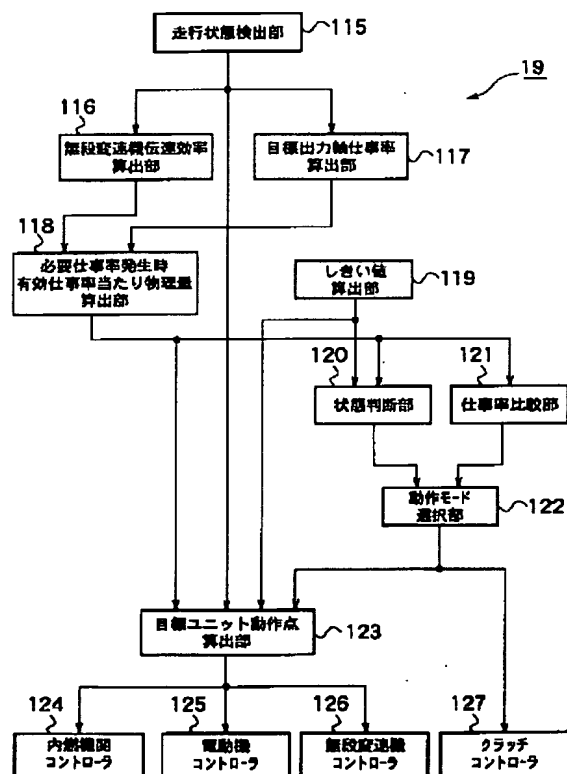 走行状態検出部
115
19
116
無段変速機伝達効率
算出部
目標出力軸仕事率
算出部
117
118
必要仕事率発生時
有効仕事率当たり物理量
算出部
しきい値
算出部
119
120
状態判断部
121
仕事率比較部
動作モード
選択部
122
目標ユニット動作点
算出部
123
124
内燃機関
コントローラ
125
電動機
コントローラ
126
無段変速機
コントローラ
127
クラッチ
コントローラ